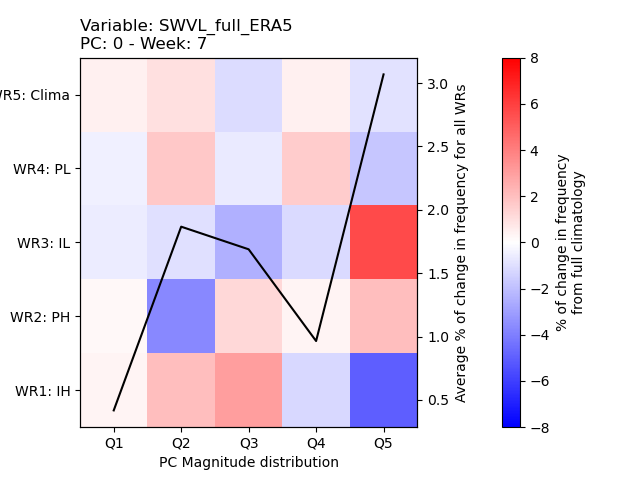 Variable: SWVL_full_ERA5
PC: 0 - Week: 7
WR5: Clima
WR4: PL
WR3: IL
WR2: PH
WR1: IH
Q1 Q2 Q3 Q4 Q5
PC Magnitude distribution
3.0
2.5
2.0
1.5
1.0
0.5
Average % of change in frequency for all WRs
8
6
4
2
0
−2
−4
−6
−8
% of change in frequency
from full climatology